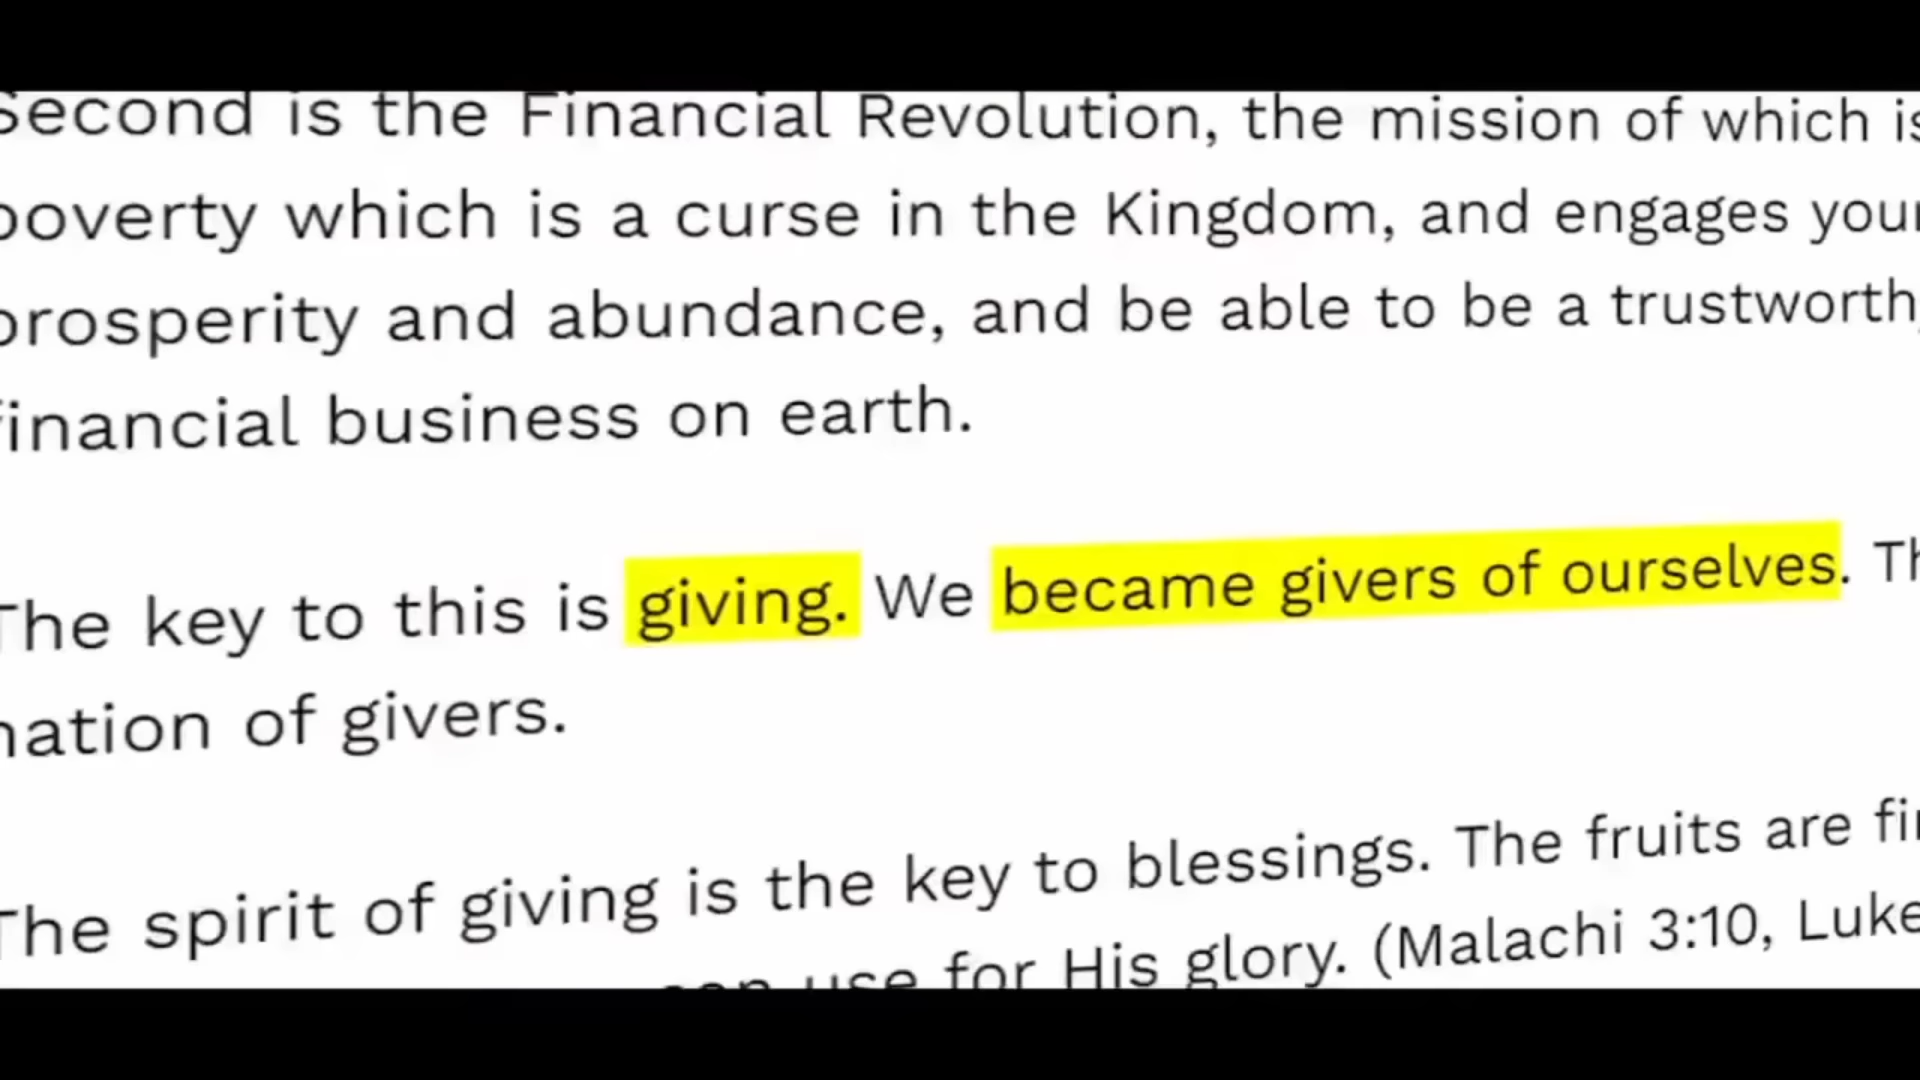 Second is the Financial Revolution, the mission of which is
poverty which is a curse in the Kingdom, and engages your
prosperity and abundance, and be able to be a trustworthy
financial business on earth.
The key to this is giving. We became givers of ourselves.
nation of givers.
The spirit of giving is the key to blessings. The fruits are
use for His glory. (Malachi 3:10, Luke